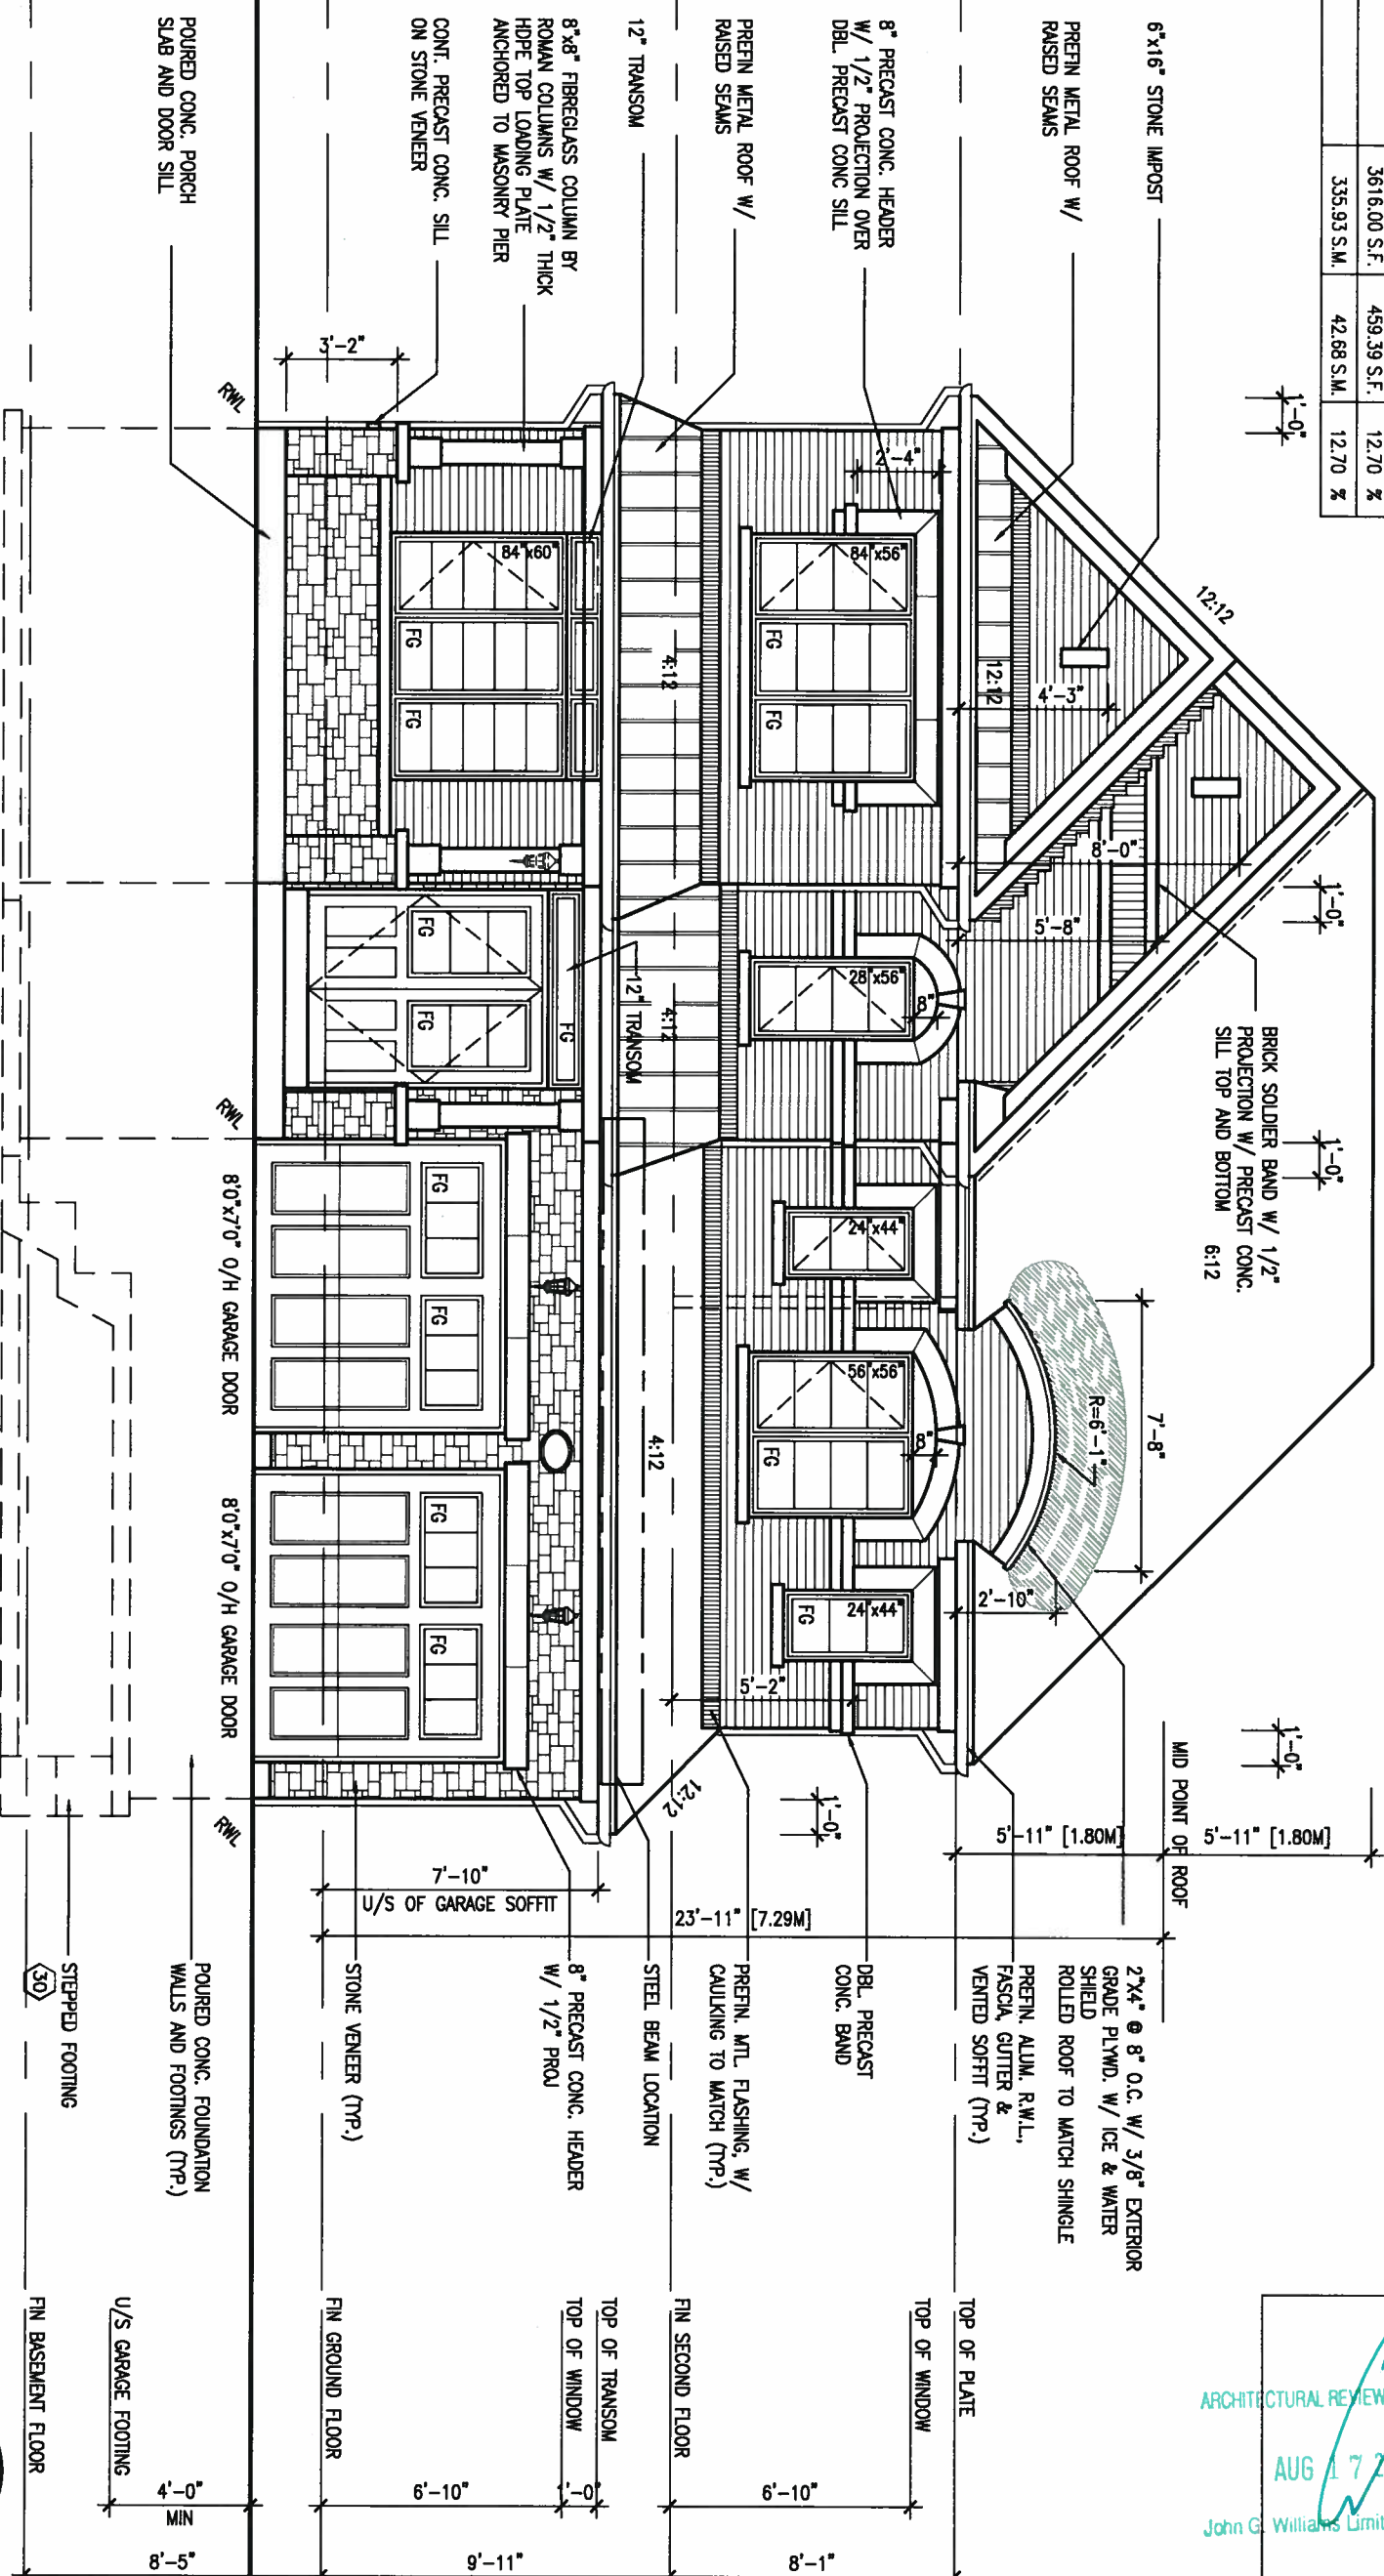 3616.00 S.F. 459.39 S.F. 12.70 %
335.93 S.M. 42.68 S.M. 12.70 %
6"x16" STONE IMPOST
PREFIN METAL ROOF W/
RAISED SEAMS
8" PRECAST CONC. HEADER
W/ 1/2" PROJECTION OVER
DBL. PRECAST CONC SILL
PREFIN METAL ROOF W/
RAISED SEAMS
12" TRANSOM
8"x8" FIBREGLASS COLUMN BY
ROMAN COLUMNS W/ 1/2" THICK
HDPE TOP LOADING PLATE
ANCHORED TO MASONRY PIER
CONT. PRECAST CONC. SILL
ON STONE VENEER
POURED CONC. PORCH
SLAB AND DOOR SILL
1'-0"
12:12
12:12
4'-3"
8'-0"
5'-8"
1'-0"
1'-0"
BRICK SOLDIER BAND W/ 1/2"
PROJECTION W/ PRECAST CONC.
SILL TOP AND BOTTOM
6:12
7'-8"
R=6'-1"
2'-10"
1'-0"
2'-4"
84"x56"
FG
FG
28"x56"
8"
24"x44"
56"x56"
8"
FG
24"x44"
FG
5'-2"
4:12
4:12
4:12
12:12
1'-0"
3'-2"
84"x60"
FG
FG
12" TRANSOM
FG
FG
FG
FG
FG
FG
FG
RWL
RWL
RWL
8'0"x7'0" O/H GARAGE DOOR
8'0"x7'0" O/H GARAGE DOOR
MID POINT OF ROOF
5'-11" [1.80M]
5'-11" [1.80M]
7'-10"
U/S OF GARAGE SOFFIT
23'-11" [7.29M]
2"X4" @ 8" O.C. W/ 3/8" EXTERIOR
GRADE PLYWD. W/ ICE & WATER
SHIELD
ROLLED ROOF TO MATCH SHINGLE
PREFIN. ALUM. R.W.L.,
FASCIA, GUTTER &
VENTED SOFFIT (TYP.)
DBL. PRECAST
CONC. BAND
PREFIN. MTL. FLASHING, W/
CAULKING TO MATCH (TYP.)
STEEL BEAM LOCATION
8" PRECAST CONC. HEADER
W/ 1/2" PROJ
STONE VENEER (TYP.)
POURED CONC. FOUNDATION
WALLS AND FOOTINGS (TYP.)
STEPPED FOOTING
30
TOP OF PLATE
TOP OF WINDOW
FIN SECOND FLOOR
TOP OF TRANSOM
TOP OF WINDOW
FIN GROUND FLOOR
U/S GARAGE FOOTING
FIN BASEMENT FLOOR
6'-10"
1'-0"
6'-10"
4'-0"
MIN
8'-1"
9'-11"
8'-5"
ARCHITECTURAL REVIEW
AUG 17
John G. Williams